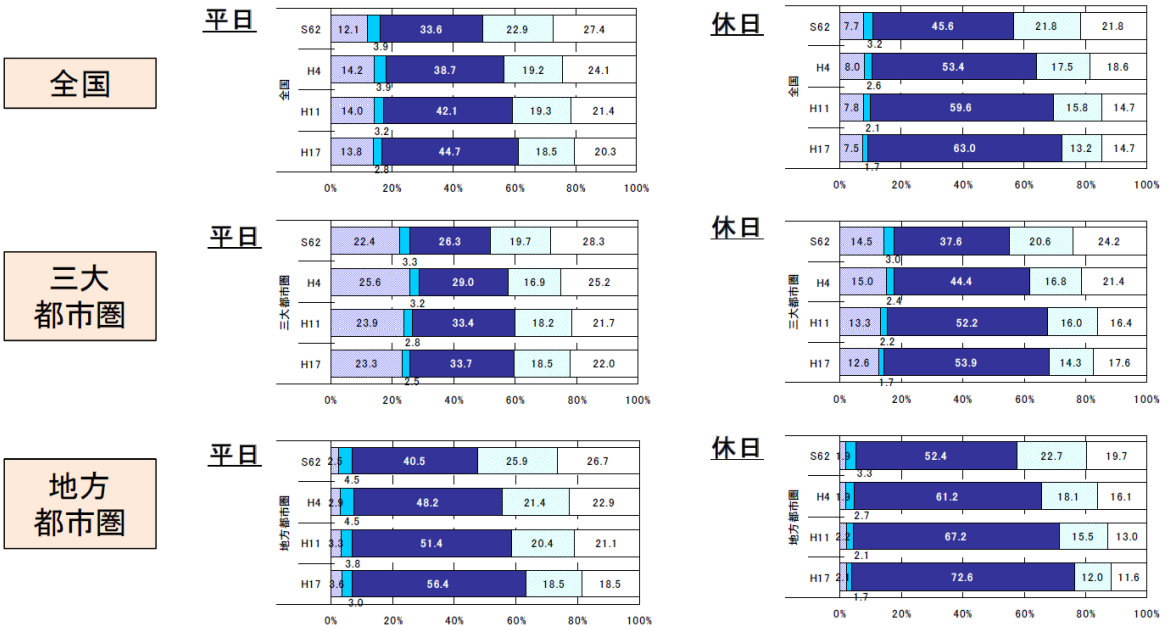 全国
平日
全国
S62 12.1 3.9 33.6 22.9 27.4
H4 14.2 3.9 38.7 19.2 24.1
H11 14.0 3.2 42.1 19.3 21.4
H17 13.8 2.8 44.7 18.5 20.3
0% 20% 40% 60% 80% 100%
休日
全国
S62 7.7 3.2 45.6 21.8 21.8
H4 8.0 2.6 53.4 17.5 18.6
H11 7.8 2.1 59.6 15.8 14.7
H17 7.5 1.7 63.0 13.2 14.7
0% 20% 40% 60% 80% 100%
三大
都市圏
平日
三大都市圏
S62 22.4 3.3 26.3 19.7 28.3
H4 25.6 3.2 29.0 16.9 25.2
H11 23.9 2.8 33.4 18.2 21.7
H17 23.3 2.5 33.7 18.5 22.0
0% 20% 40% 60% 80% 100%
休日
三大都市圏
S62 14.5 3.0 37.6 20.6 24.2
H4 15.0 2.4 44.4 16.8 21.4
H11 13.3 2.2 52.2 16.0 16.4
H17 12.6 1.7 53.9 14.3 17.6
0% 20% 40% 60% 80% 100%
地方
都市圏
平日
地方都市圏
S62 2.5 4.5 40.5 25.9 26.7
H4 2.9 4.5 48.2 21.4 22.9
H11 3.3 3.8 51.4 20.4 21.1
H17 3.6 3.0 56.4 18.5 18.5
0% 20% 40% 60% 80% 100%
休日
地方都市圏
S62 1.9 3.3 52.4 22.7 19.7
H4 1.9 2.7 61.2 18.1 16.1
H11 2.2 2.1 67.2 15.5 13.0
H17 2.1 1.7 72.6 12.0 11.6
0% 20% 40% 60% 80% 100%